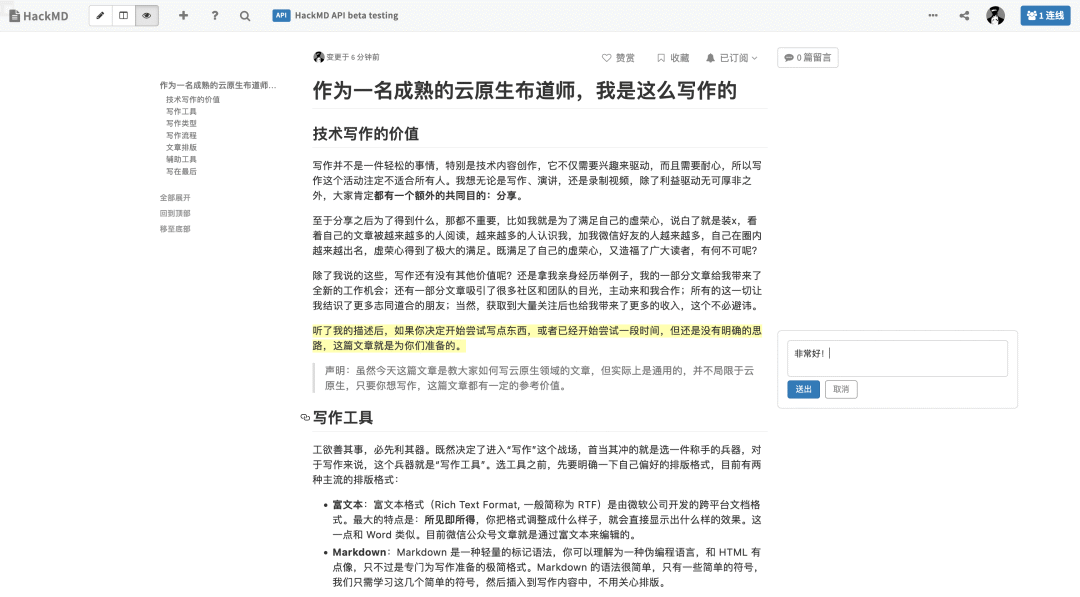 HackMD
API HackMD API beta testing
1 连线
变更于 6 分钟前
赞赏 收藏 已订阅
0 篇留言
作为一名成熟的云原生布道师...
技术写作的价值
写作工具
写作类型
写作流程
文章排版
辅助工具
写在最后
全部展开
回到顶部
移至底部
作为一名成熟的云原生布道师，我是这么写作的
技术写作的价值
写作并不是一件轻松的事情，特别是技术内容创作，它不仅需要兴趣来驱动，而且需要耐心，所以写
作这个活动注定不适合所有人。我想无论是写作、演讲，还是录制视频，除了利益驱动无可厚非之
外，大家肯定都有一个额外的共同目的：分享。
至于分享之后为了得到什么，那都不重要，比如我就是为了满足自己的虚荣心，说白了就是装x，看
着自己的文章被越来越多的人阅读，越来越多的人认识我，加我微信好友的人越来越多，自己在圈内
越来越出名，虚荣心得到了极大的满足。既满足了自己的虚荣心，又造福了广大读者，有何不可呢？
除了我说的这些，写作还有没有其他价值呢？还是拿我亲身经历举例子，我的一部分文章给我带来了
全新的工作机会；还有一部分文章吸引了很多社区和团队的目光，主动来和我合作；所有的这一切让
我结识了更多志同道合的朋友；当然，获取到大量关注后也给我带来了更多的收入，这个不必避讳。
听了我的描述后，如果你决定开始尝试写点东西，或者已经开始尝试一段时间，但还是没有明确的思
路，这篇文章就是为你们准备的。
声明：虽然今天这篇文章是教大家如何写云原生领域的文章，但实际上是通用的，并不局限于云
原生，只要你想写作，这篇文章都有一定的参考价值。
非常好！
送出 取消
写作工具
工欲善其事，必先利其器。既然决定了进入“写作”这个战场，首当其冲的就是选一件称手的兵器，对
于写作来说，这个兵器就是“写作工具”。选工具之前，先要明确一下自己偏好的排版格式，目前有两
种主流的排版格式：
• 富文本：富文本格式（Rich Text Format, 一般简称为 RTF）是由微软公司开发的跨平台文档格
式。最大的特点是：所见即所得，你把格式调整成什么样子，就会直接显示出什么样的效果。这
一点和 Word 类似。目前微信公众号文章就是通过富文本来编辑的。
• Markdown：Markdown 是一种轻量的标记语法，你可以理解为一种伪编程语言，和 HTML 有
点像，只不过是专门为写作准备的极简格式。Markdown 的语法很简单，只有一些简单的符号，
我们只需学习这几个简单的符号，然后插入到写作内容中，不用关心排版。